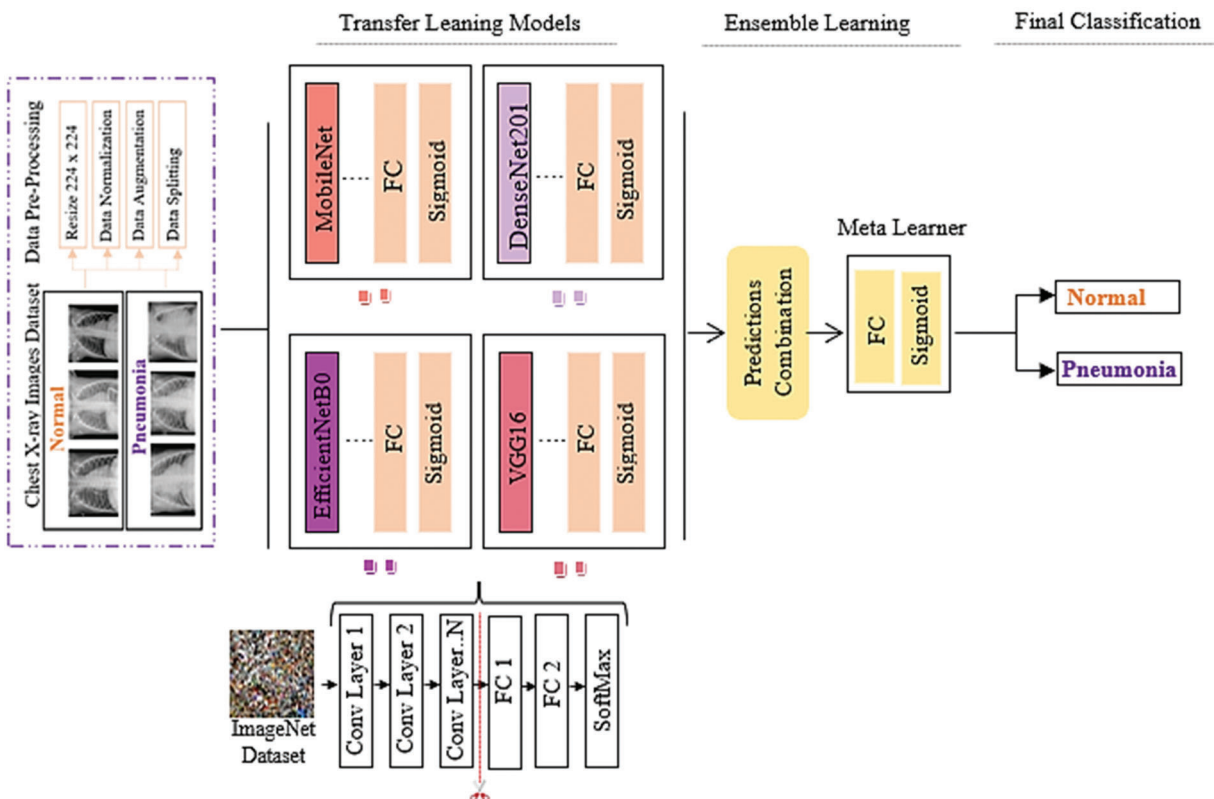 Transfer Leaning Models
Ensemble Learning
Final Classification
Data Pre-Processing
Resize 224 x 224
Data Normalization
Data Augmentation
Data Splitting
Chest X-ray Images Dataset
Normal
Pneumonia
MobileNet
FC
Sigmoid
DenseNet201
FC
Sigmoid
EfficientNetB0
FC
Sigmoid
VGG16
FC
Sigmoid
Predictions
Combination
Meta Learner
FC
Sigmoid
Normal
Pneumonia
ImageNet
Dataset
Conv Layer 1
Conv Layer 2
Conv Layer..N
FC 1
FC 2
SoftMax